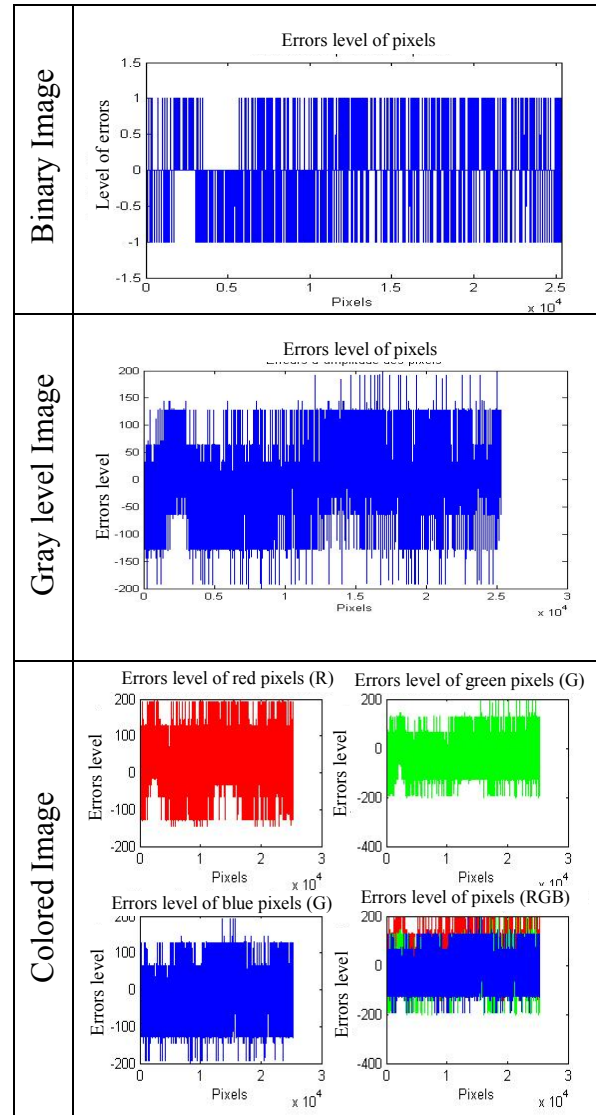 Binary Image
Errors level of pixels
Level of errors
1.5
1
0.5
0
-0.5
-1
-1.5
0 0.5 1 1.5 2 2.5
Pixels
x 10^4
Gray level Image
Errors level of pixels
Erreurs d'amplitude des pixels
Errors level
200
150
100
50
0
-50
-100
-150
-200
0 0.5 1 1.5 2 2.5 3
Pixels
x 10^4
Colored Image
Errors level of red pixels (R)
Errors level
200
100
0
-100
-200
0 1 2 3
Pixels
x 10^4
Errors level of green pixels (G)
Errors level
200
0
-200
-400
0 1 2 3
Pixels
x 10^4
Errors level of blue pixels (G)
Errors level
200
100
0
-100
-200
0 1 2 3
Pixels
x 10^4
Errors level of pixels (RGB)
Errors level
200
0
-200
-400
0 1 2 3
Pixels
x 10^4